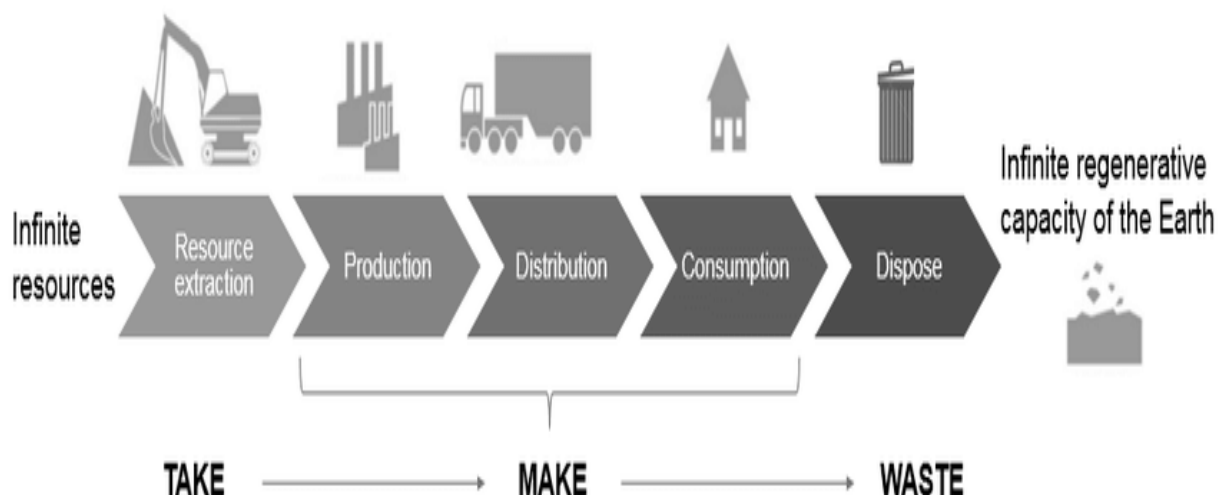 Infinite
resources
Resource
extraction
Production
Distribution
Consumption
Dispose
Infinite regenerative
capacity of the Earth
TAKE
MAKE
WASTE